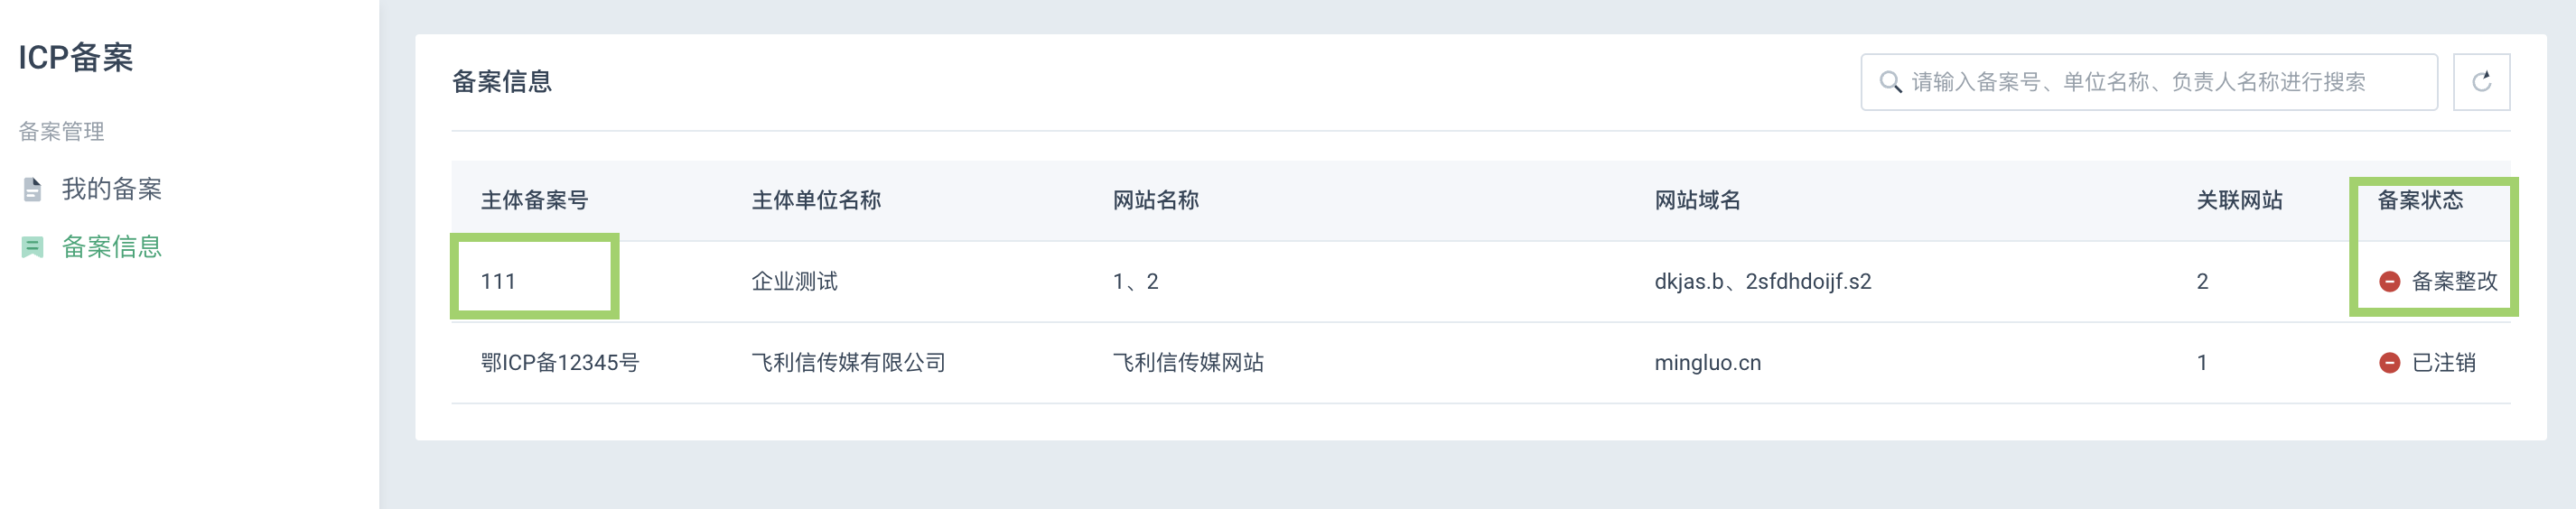 ICP备案
备案管理
我的备案
备案信息
备案信息
请输入备案号、单位名称、负责人名称进行搜索
主体备案号 主体单位名称 网站名称 网站域名 关联网站 备案状态
111 企业测试 1、2 dkjas.b、2sfdhdoijf.s2 2 备案整改
鄂ICP备12345号 飞利信传媒有限公司 飞利信传媒网站 mingluo.cn 1 已注销